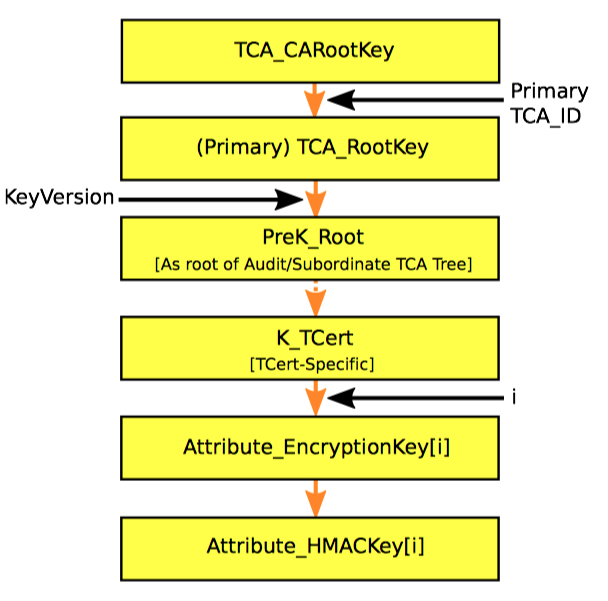 TCA_CARootKey
Primary
TCA_ID
(Primary) TCA_RootKey
KeyVersion
PreK_Root
[As root of Audit/Subordinate TCA Tree]
K_TCert
[TCert-Specific]
i
Attribute_EncryptionKey[i]
Attribute_HMACKey[i]